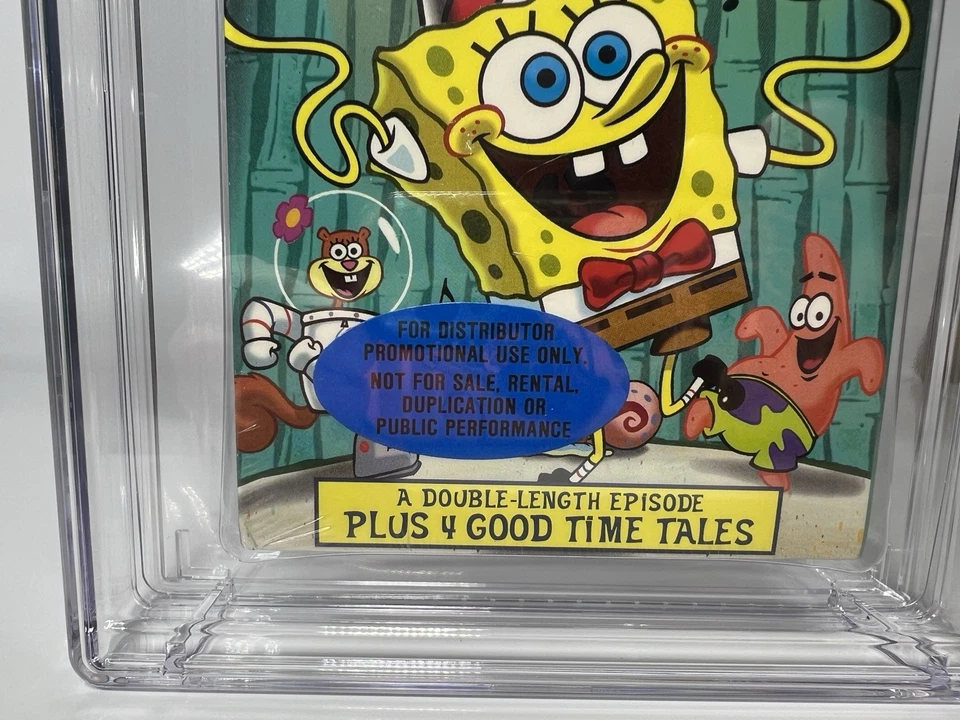 FOR DISTRIBUTOR
PROMOTIONAL USE ONLY.
NOT FOR SALE, RENTAL,
DUPLICATION OR
PUBLIC PERFORMANCE
A DOUBLE-LENGTH EPISODE
PLUS 4 GOOD TiME TALES